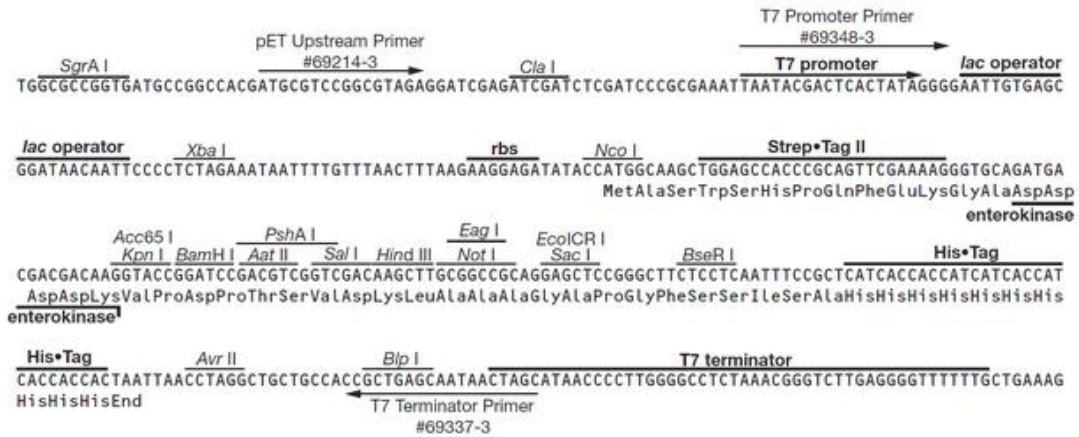 T7 Promoter Primer
pET Upstream Primer #69348-3
SgrA I #69214-3 Cla I T7 promoter lac operator
TGGCGCCGGTGATGCCGGCCACGATGCGTCCGGCGTAGAGGATCGAGATCGATCTCGATCCCGCGAAATTAATACGACTCACTATAGGGGAATTGTGAGC
lac operator Xba I rbs Nco I Strep•Tag II
GGATAACAATTCCCCTCTAGAAATAATTTTGTTTAACTTTAAGAAGGAGATATACCATGGCAAGCTGGAGCCACCCGCAGTTCGAAAAGGGTGCAGATGA
MetAlaSerTrpSerHisProGlnPheGluLysGlyAlaAspAsp
enterokinase
Acc65 I PshA I Eag I EcoICR I
Kpn I BamH I Aat II Sal I Hind III Not I Sac I BseR I His•Tag
CGACGACAAGGTACCGGATCCGACGTCGGTCGACAAGCTTGCGGCCGCAGGAGCTCCGGGCTTCTCCTCAATTTCCGCTCATCACCACCATCATCACCAT
AspAspLysValProAspProThrSerValAspLysLeuAlaAlaAlaGlyAlaProGlyPheSerSerIleSerAlaHisHisHisHisHisHisHis
enterokinase
His•Tag Avr II Blp I T7 terminator
CACCACCACTAATTAACCTAGGCTGCTGCCACCGCTGAGCAATAACTAGCATAACCCCTTGGGGCCTCTAAACGGGTCTTGAGGGGTTTTTTGCTGAAAG
HisHisHisEnd
T7 Terminator Primer
#69337-3